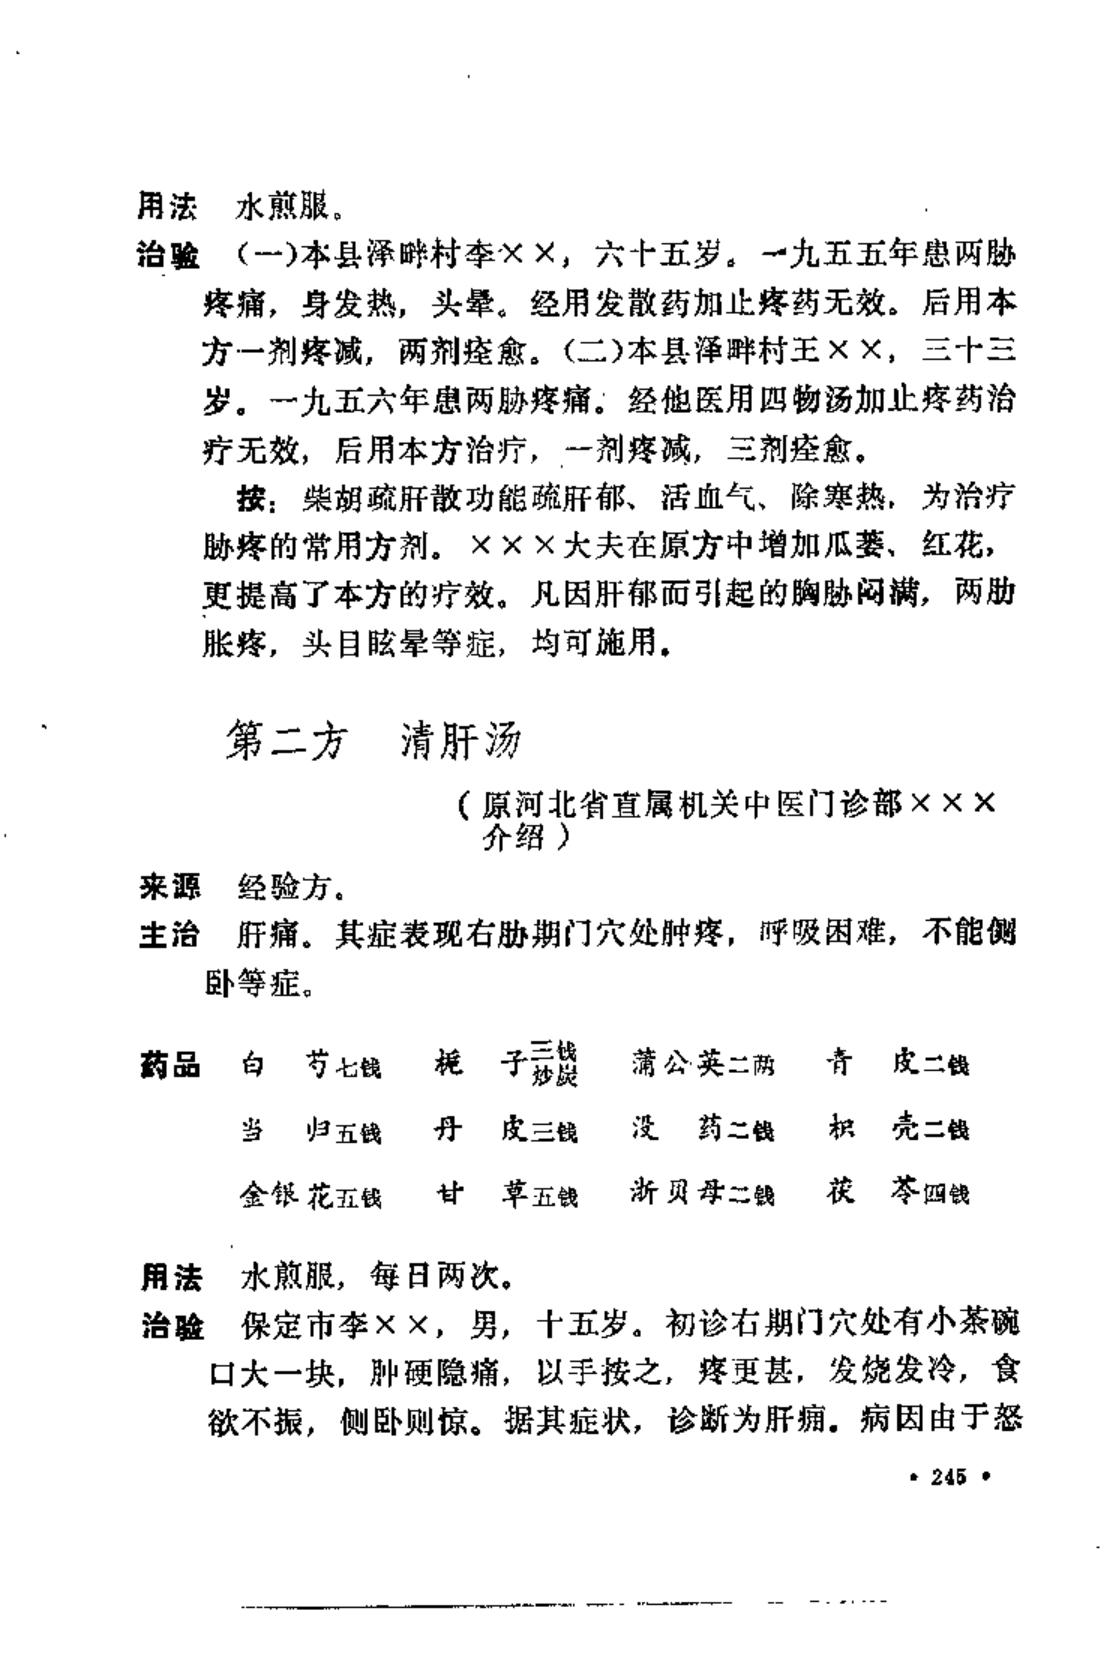 用法 水煎服。
治验 (一)本县泽畔村李××，六十五岁。一九五五年患两胁
疼痛，身发热，头晕。经用发散药加止疼药无效。后用本
方一剂疼减，两剂痊愈。(二)本县泽畔村王××，三十三
岁。一九五六年患两胁疼痛。经他医用四物汤加止疼药治
疗无效，后用本方治疗，一剂疼减，三剂痊愈。
按：柴胡疏肝散功能疏肝郁、活血气、除寒热，为治疗
胁疼的常用方剂。×××大夫在原方中增加瓜蒌、红花，
更提高了本方的疗效。凡因肝郁而引起的胸胁闷满，两肋
胀疼，头目眩晕等症，均可施用。
第二方 清肝汤
(原河北省直属机关中医门诊部×××
介绍)
来源 经验方。
主治 肝痈。其症表现右胁期门穴处肿疼，呼吸困难，不能侧
卧等症。
药品 白芍七钱 栀子三钱炒炭 蒲公英二两 青皮二钱
当归五钱 丹皮三钱 没药二钱 枳壳二钱
金银花五钱 甘草五钱 浙贝母二钱 茯苓四钱
用法 水煎服，每日两次。
治验 保定市李××，男，十五岁。初诊右期门穴处有小茶碗
口大一块，肿硬隐痛，以手按之，疼更甚，发烧发冷，食
欲不振，侧卧则惊。据其症状，诊断为肝痈。病因由于怒
• 245 •